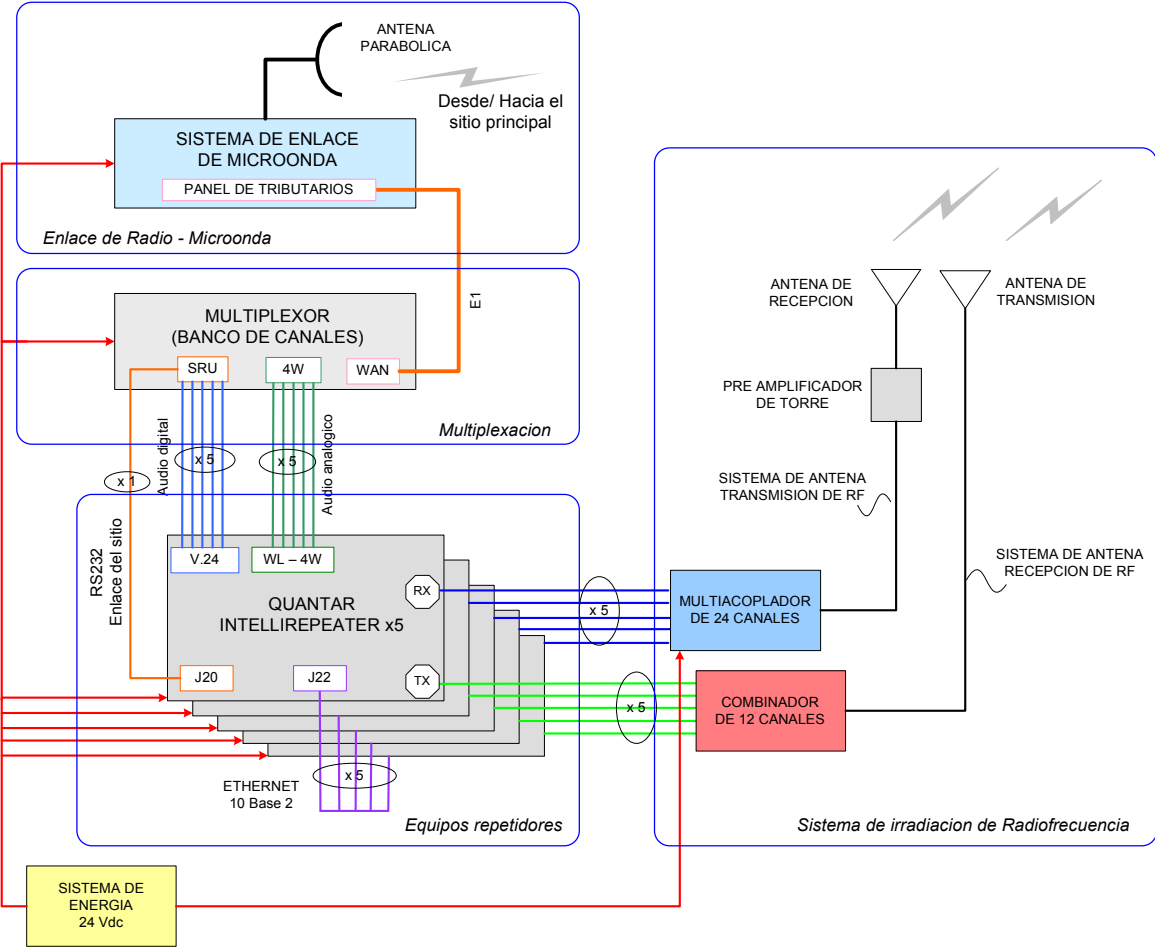 ANTENA
PARABOLICA
Desde/ Hacia el
sitio principal
SISTEMA DE ENLACE
DE MICROONDA
PANEL DE TRIBUTARIOS
Enlace de Radio - Microonda
E1
MULTIPLEXOR
(BANCO DE CANALES)
SRU
4W
WAN
Multiplexacion
Audio digital
x 5
x 5
Audio analogico
x 1
RS232
Enlace del sitio
V.24
WL – 4W
QUANTAR
INTELLIREPEATER x5
RX
TX
J20
J22
ETHERNET
10 Base 2
x 5
Equipos repetidores
x 5
x 5
ANTENA DE
RECEPCION
ANTENA DE
TRANSMISION
PRE AMPLIFICADOR
DE TORRE
SISTEMA DE ANTENA
TRANSMISION DE RF
SISTEMA DE ANTENA
RECEPCION DE RF
MULTIACOPLADOR
DE 24 CANALES
COMBINADOR
DE 12 CANALES
Sistema de irradiacion de Radiofrecuencia
SISTEMA DE
ENERGIA
24 Vdc